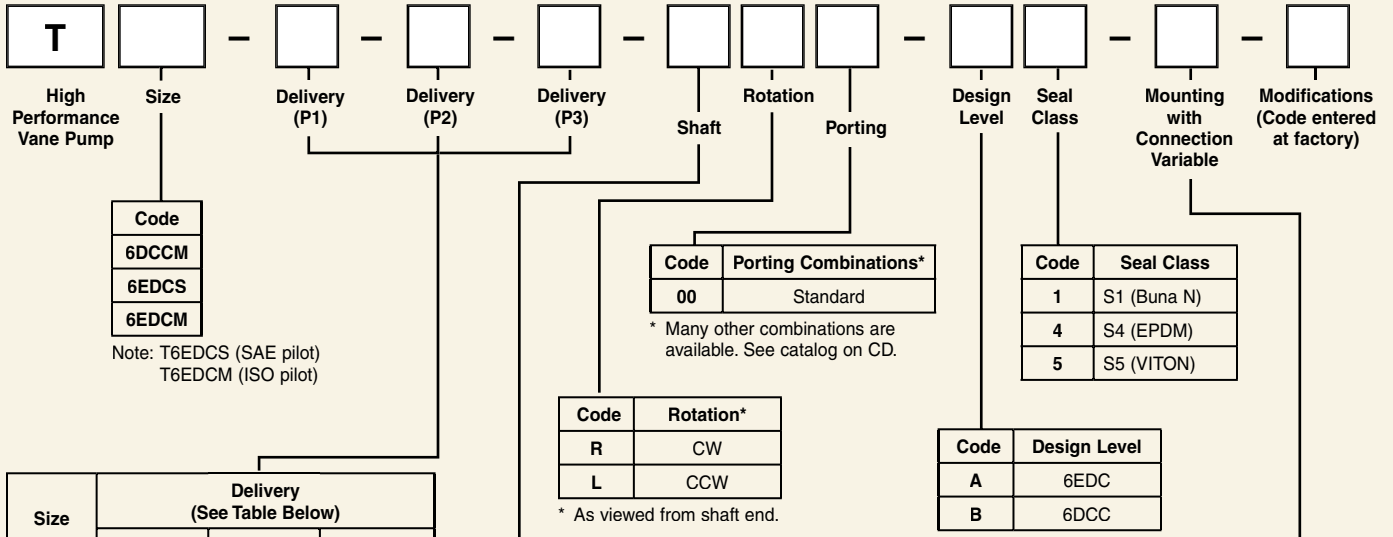 T – – – – – – –
High Performance Vane Pump
Size
Delivery (P1)
Delivery (P2)
Delivery (P3)
Shaft
Rotation
Porting
Design Level
Seal Class
Mounting with Connection Variable
Modifications (Code entered at factory)
Code
6DCCM
6EDCS
6EDCM
Note: T6EDCS (SAE pilot)
T6EDCM (ISO pilot)
Code Porting Combinations*
00 Standard
* Many other combinations are
available. See catalog on CD.
Code Seal Class
1 S1 (Buna N)
4 S4 (EPDM)
5 S5 (VITON)
Code Rotation*
R CW
L CCW
* As viewed from shaft end.
Code Design Level
A 6EDC
B 6DCC
Size
Delivery
(See Table Below)